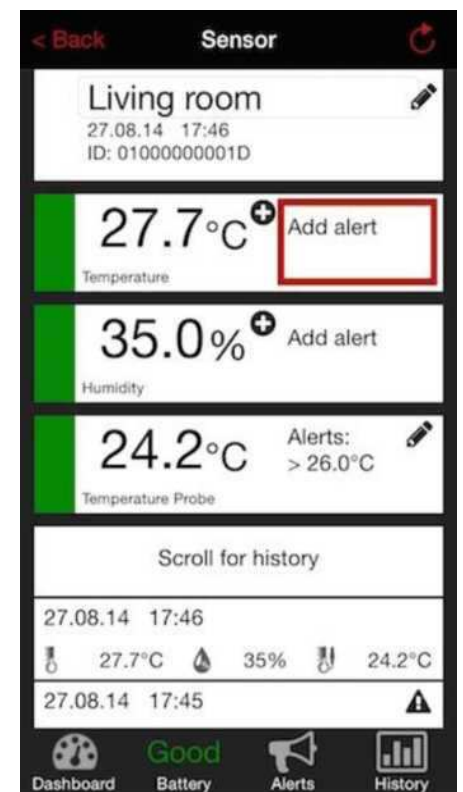 < Back Sensor
Living room
27.08.14 17:46
ID: 01000000001D
27.7°C Add alert
Temperature
35.0% Add alert
Humidity
24.2°C Alerts:
> 26.0°C
Temperature Probe
Scroll for history
27.08.14 17:46
27.7°C 35% 24.2°C
27.08.14 17:45
Good
Dashboard Battery Alerts History